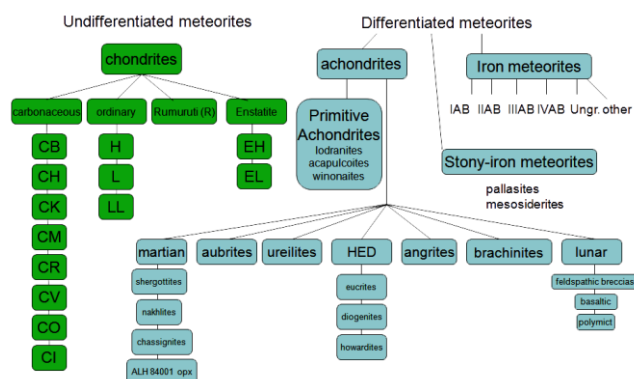 Undifferentiated meteorites
Differentiated meteorites
chondrites
carbonaceous
ordinary
Rumuruti (R)
Enstatite
CB
CH
CK
CM
CR
CV
CO
CI
H
L
LL
EH
EL
achondrites
Primitive
Achondrites
lodranites
acapulcoites
winonaites
Iron meteorites
IAB IIAB IIIAB IVAB Ungr. other
Stony-iron meteorites
pallasites
mesosiderites
martian
aubrites
ureilites
HED
angrites
brachinites
lunar
shergottites
nakhlites
chassignites
ALH 84001 opx
eucrites
diogenites
howardites
feldspathic breccias
basaltic
polymict